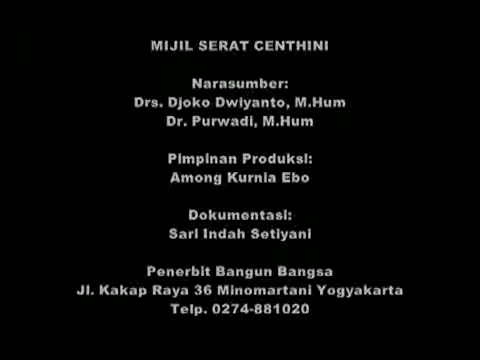 MIJIL SERAT CENTHINI
Narasumber:
Drs. Djoko Dwiyanto, M.Hum
Dr. Purwadi, M.Hum
Pimpinan Produksi:
Among Kurnia Ebo
Dokumentasi:
Sari Indah Setiyani
Penerbit Bangun Bangsa
Jl. Kakap Raya 36 Minomartani Yogyakarta
Telp. 0274-881020